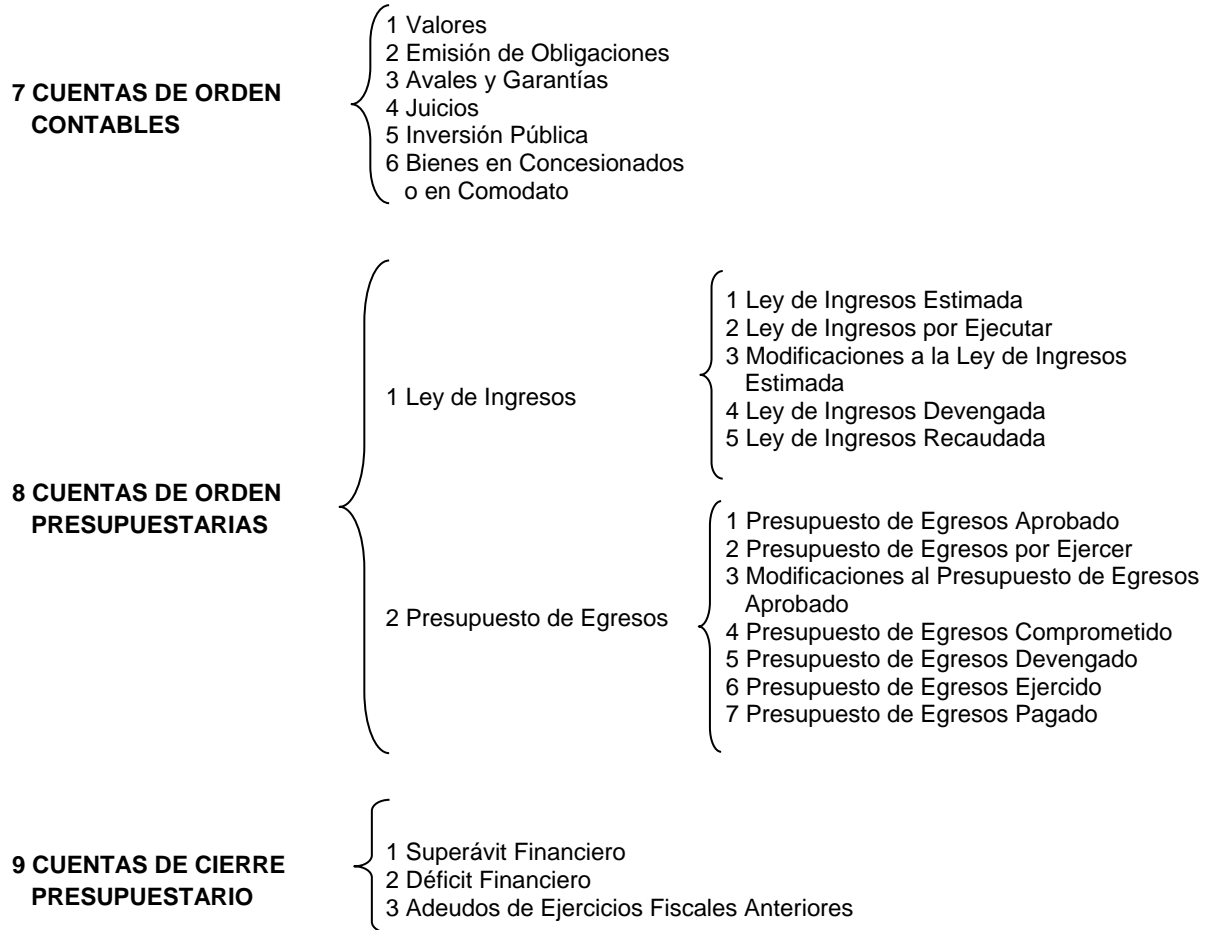 7 CUENTAS DE ORDEN
CONTABLES
1 Valores
2 Emisión de Obligaciones
3 Avales y Garantías
4 Juicios
5 Inversión Pública
6 Bienes en Concesionados
o en Comodato
8 CUENTAS DE ORDEN
PRESUPUESTARIAS
1 Ley de Ingresos
1 Ley de Ingresos Estimada
2 Ley de Ingresos por Ejecutar
3 Modificaciones a la Ley de Ingresos
Estimada
4 Ley de Ingresos Devengada
5 Ley de Ingresos Recaudada
2 Presupuesto de Egresos
1 Presupuesto de Egresos Aprobado
2 Presupuesto de Egresos por Ejercer
3 Modificaciones al Presupuesto de Egresos
Aprobado
4 Presupuesto de Egresos Comprometido
5 Presupuesto de Egresos Devengado
6 Presupuesto de Egresos Ejercido
7 Presupuesto de Egresos Pagado
9 CUENTAS DE CIERRE
PRESUPUESTARIO
1 Superávit Financiero
2 Déficit Financiero
3 Adeudos de Ejercicios Fiscales Anteriores